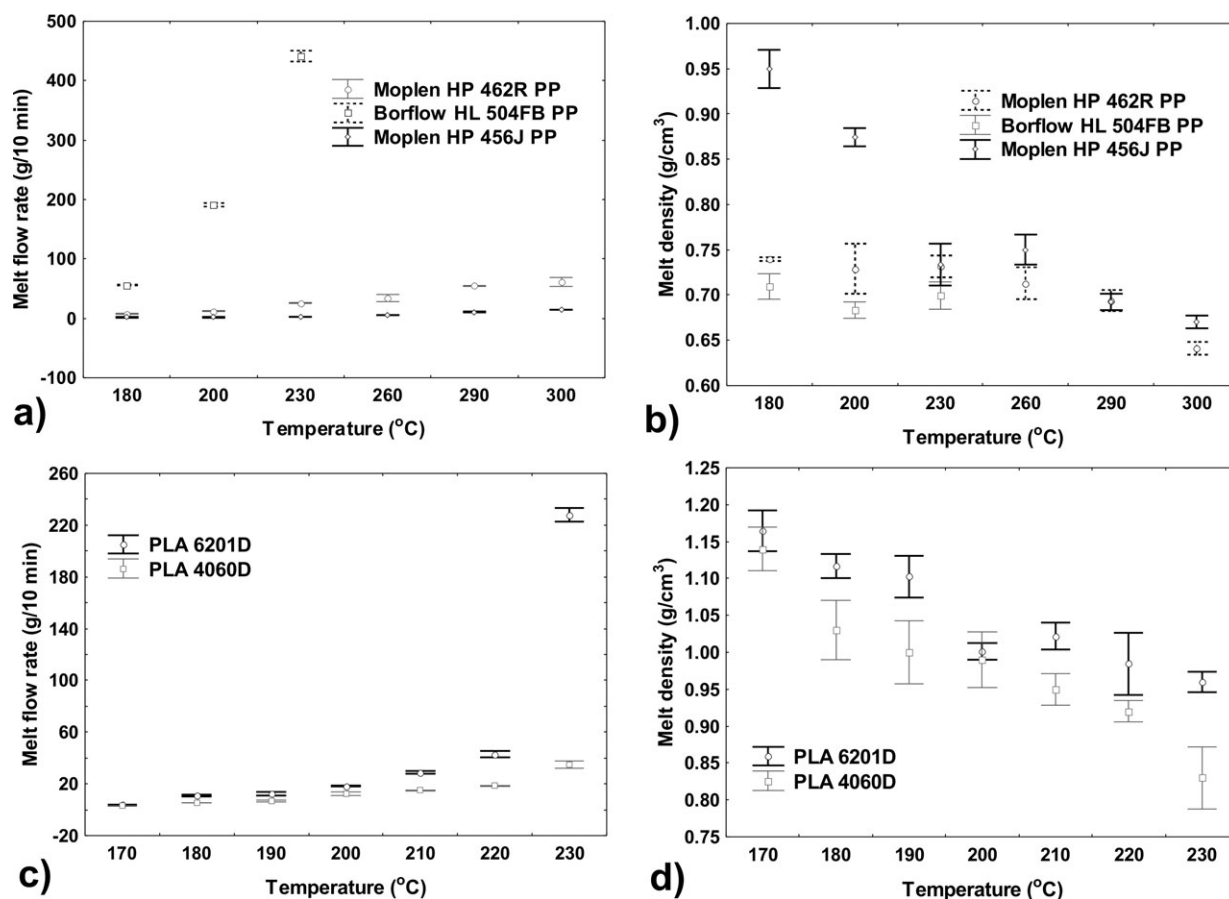 500
400
300
200
100
0
-100
Melt flow rate (g/10 min)
Moplen HP 462R PP
Borflow HL 504FB PP
Moplen HP 456J PP
180 200 230 260 290 300
Temperature (°C)
a)
1.00
0.95
0.90
0.85
0.80
0.75
0.70
0.65
0.60
Melt density (g/cm³)
Moplen HP 462R PP
Borflow HL 504FB PP
Moplen HP 456J PP
180 200 230 260 290 300
Temperature (°C)
b)
260
220
180
140
100
60
20
-20
Melt flow rate (g/10 min)
PLA 6201D
PLA 4060D
170 180 190 200 210 220 230
Temperature (°C)
c)
1.25
1.20
1.15
1.10
1.05
1.00
0.95
0.90
0.85
0.80
0.75
Melt density (g/cm³)
PLA 6201D
PLA 4060D
170 180 190 200 210 220 230
Temperature (°C)
d)